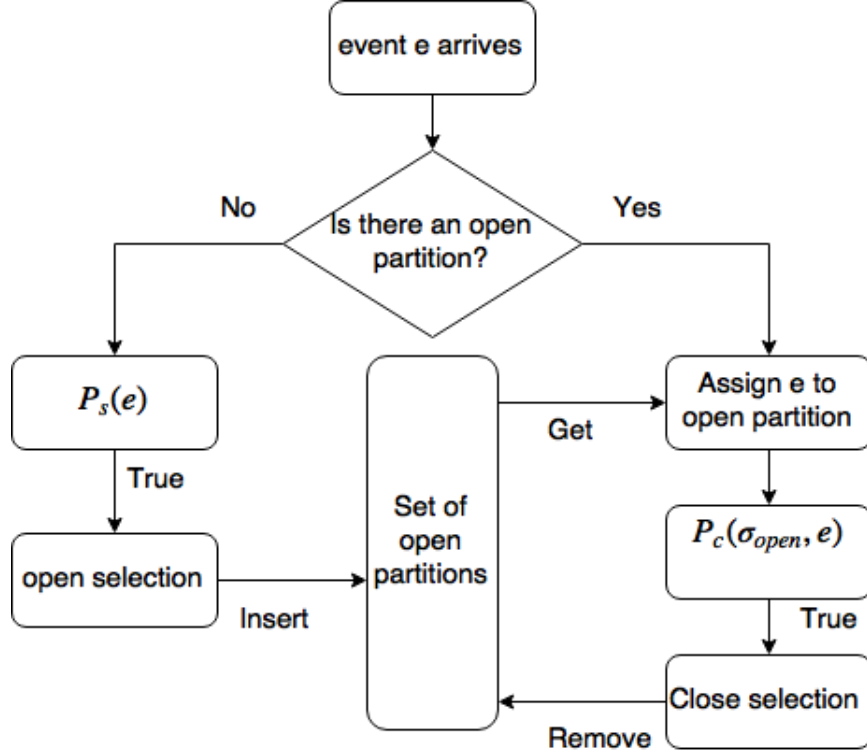 event e arrives
No
Yes
Is there an open
partition?
P_s(e)
Assign e to
open partition
Get
True
Set of
open
partitions
P_c(σ_open, e)
open selection
Insert
True
Close selection
Remove